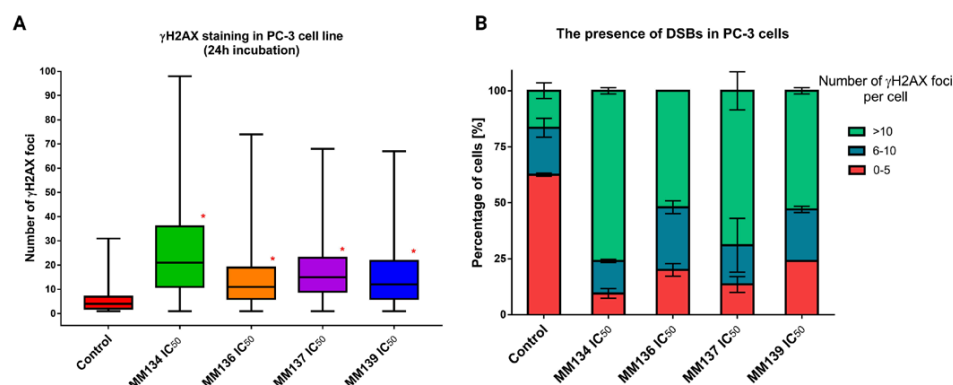 A
γH2AX staining in PC-3 cell line
(24h incubation)
Number of γH2AX foci
100
90
80
70
60
50
40
30
20
10
0
*
*
*
*
Control
MM134 IC50
MM136 IC50
MM137 IC50
MM139 IC50
B
The presence of DSBs in PC-3 cells
Percentage of cells [%]
100
75
50
25
0
Control
MM134 IC50
MM136 IC50
MM137 IC50
MM139 IC50
Number of γH2AX foci
per cell
>10
6-10
0-5